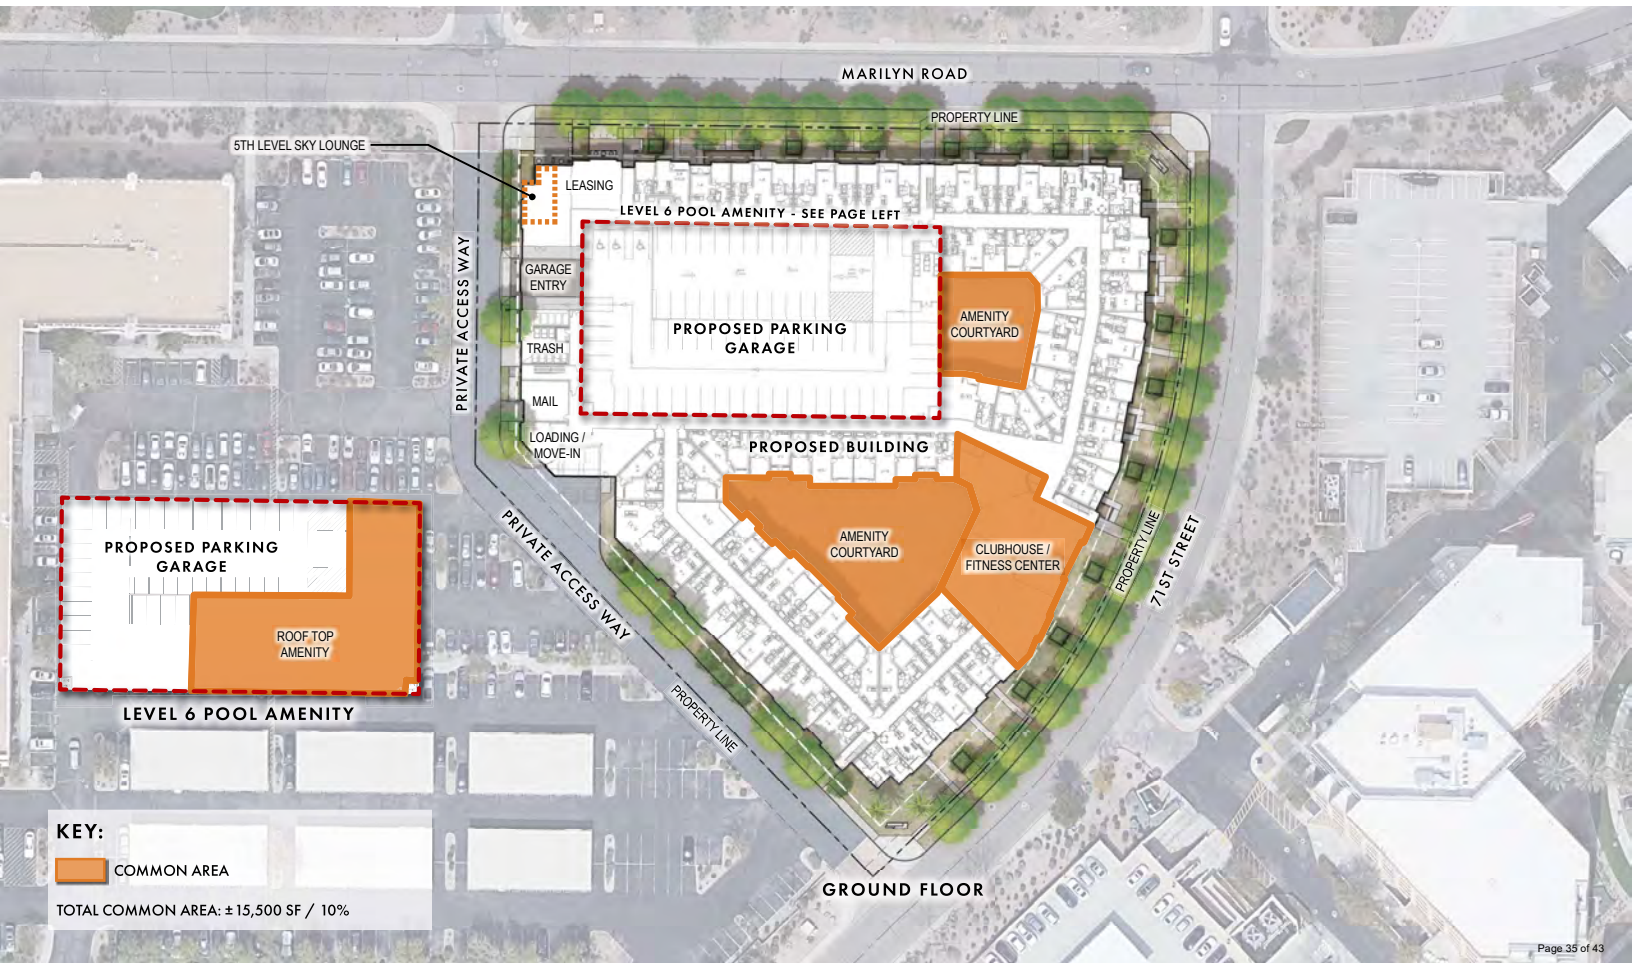 MARILYN ROAD
PROPERTY LINE
5TH LEVEL SKY LOUNGE
LEASING
LEVEL 6 POOL AMENITY - SEE PAGE LEFT
PRIVATE ACCESS WAY
GARAGE
ENTRY
AMENITY
COURTYARD
PROPOSED PARKING
GARAGE
TRASH
MAIL
LOADING /
MOVE-IN
PROPOSED BUILDING
PRIVATE ACCESS WAY
AMENITY
COURTYARD
CLUBHOUSE /
FITNESS CENTER
PROPERTY LINE
71ST STREET
PROPOSED PARKING
GARAGE
ROOF TOP
AMENITY
LEVEL 6 POOL AMENITY
PROPERTY LINE
KEY:
COMMON AREA
TOTAL COMMON AREA: ±15,500 SF / 10%
GROUND FLOOR
Page 35 of 43